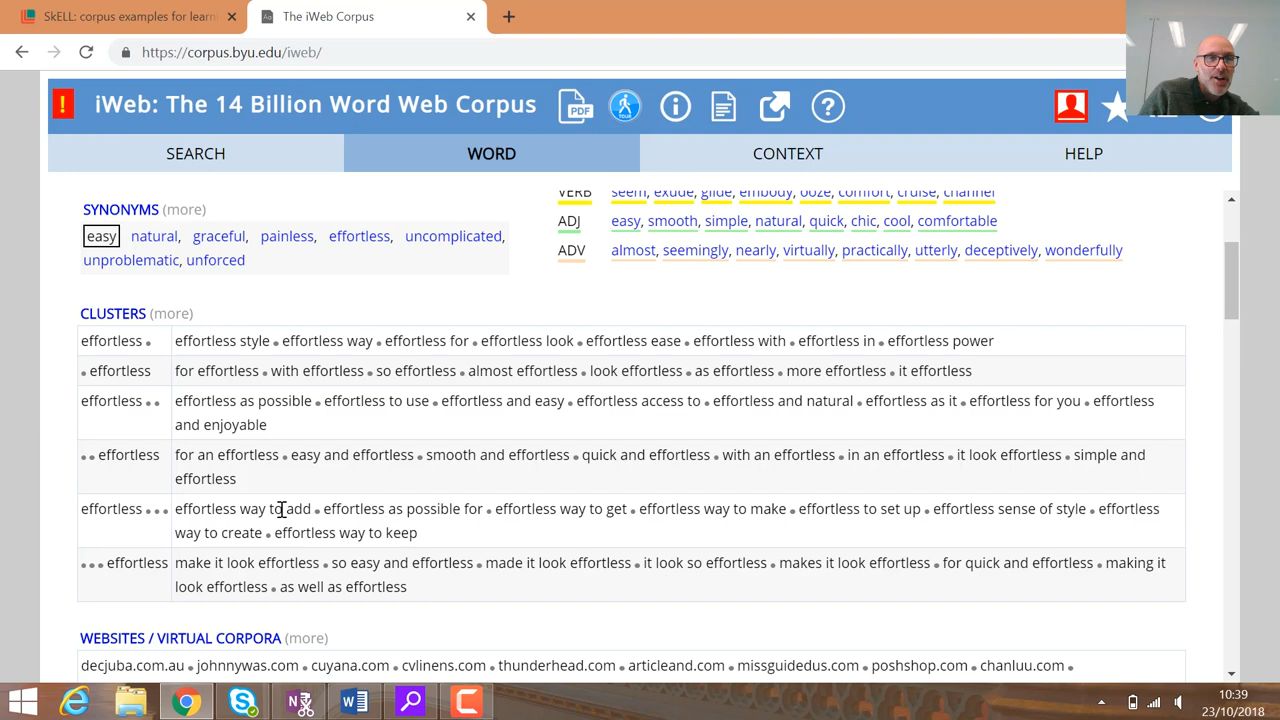 SkELL: corpus examples for learn
The iWeb Corpus
https://corpus.byu.edu/iweb/
! iWeb: The 14 Billion Word Web Corpus PDF TOUR i ?
SEARCH WORD CONTEXT HELP
VERB seem, exude, glide, embody, ooze, comfort, cruise, channel
SYNONYMS (more)
ADJ easy, smooth, simple, natural, quick, chic, cool, comfortable
easy natural, graceful, painless, effortless, uncomplicated,
ADV almost, seemingly, nearly, virtually, practically, utterly, deceptively, wonderfully
unproblematic, unforced
CLUSTERS (more)
effortless • effortless style • effortless way • effortless for • effortless look • effortless ease • effortless with • effortless in • effortless power
• effortless for effortless • with effortless • so effortless • almost effortless • look effortless • as effortless • more effortless • it effortless
effortless • • effortless as possible • effortless to use • effortless and easy • effortless access to • effortless and natural • effortless as it • effortless for you • effortless
and enjoyable
• • effortless for an effortless • easy and effortless • smooth and effortless • quick and effortless • with an effortless • in an effortless • it look effortless • simple and
effortless
effortless • • • effortless way to add • effortless as possible for • effortless way to get • effortless way to make • effortless to set up • effortless sense of style • effortless
way to create • effortless way to keep
• • • effortless make it look effortless • so easy and effortless • made it look effortless • it look so effortless • makes it look effortless • for quick and effortless • making it
look effortless • as well as effortless
WEBSITES / VIRTUAL CORPORA (more)
decjuba.com.au • johnnywas.com • cuyana.com • cvlinens.com • thunderhead.com • articleand.com • missguidedus.com • poshshop.com • chanluu.com •
10:39
23/10/2018